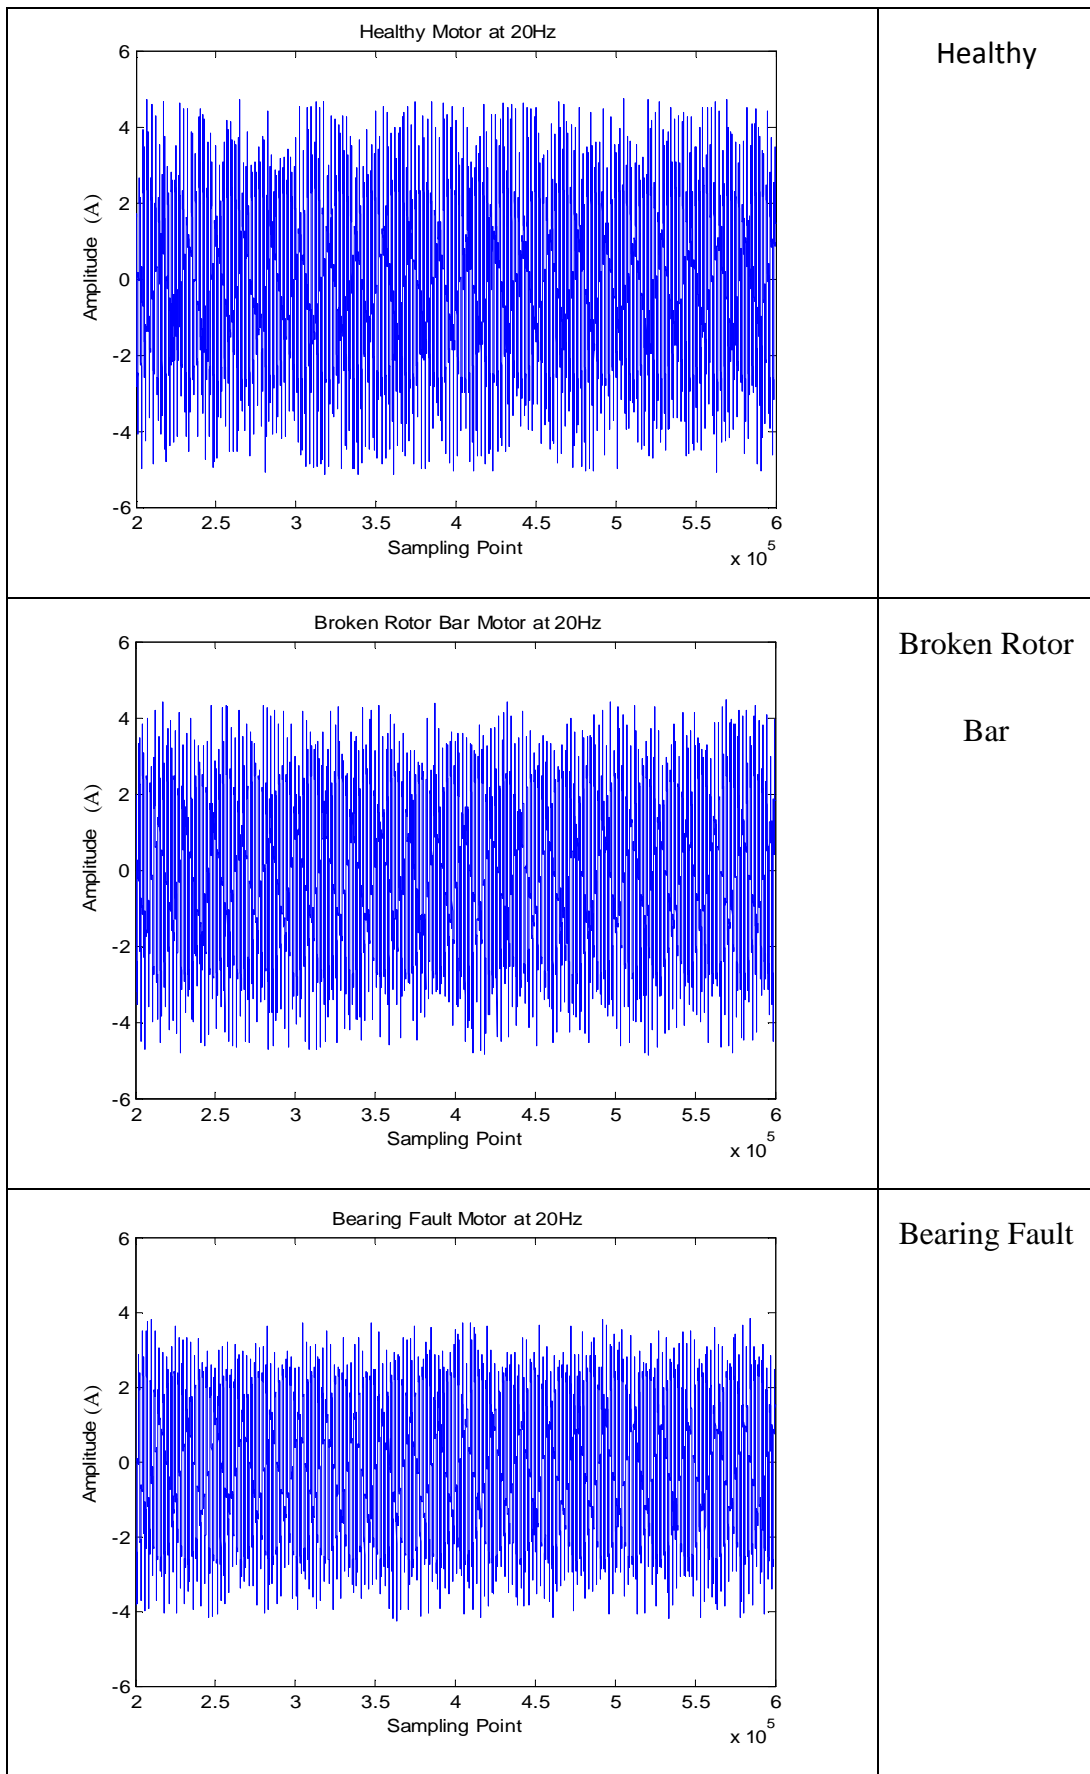 Healthy Motor at 20Hz
Healthy
6
4
2
0
-2
-4
-6
Amplitude (A)
2 2.5 3 3.5 4 4.5 5 5.5 6
Sampling Point
x 10^5
Broken Rotor Bar Motor at 20Hz
Broken Rotor
Bar
6
4
2
0
-2
-4
-6
Amplitude (A)
2 2.5 3 3.5 4 4.5 5 5.5 6
Sampling Point
x 10^5
Bearing Fault Motor at 20Hz
Bearing Fault
6
4
2
0
-2
-4
-6
Amplitude (A)
2 2.5 3 3.5 4 4.5 5 5.5 6
Sampling Point
x 10^5